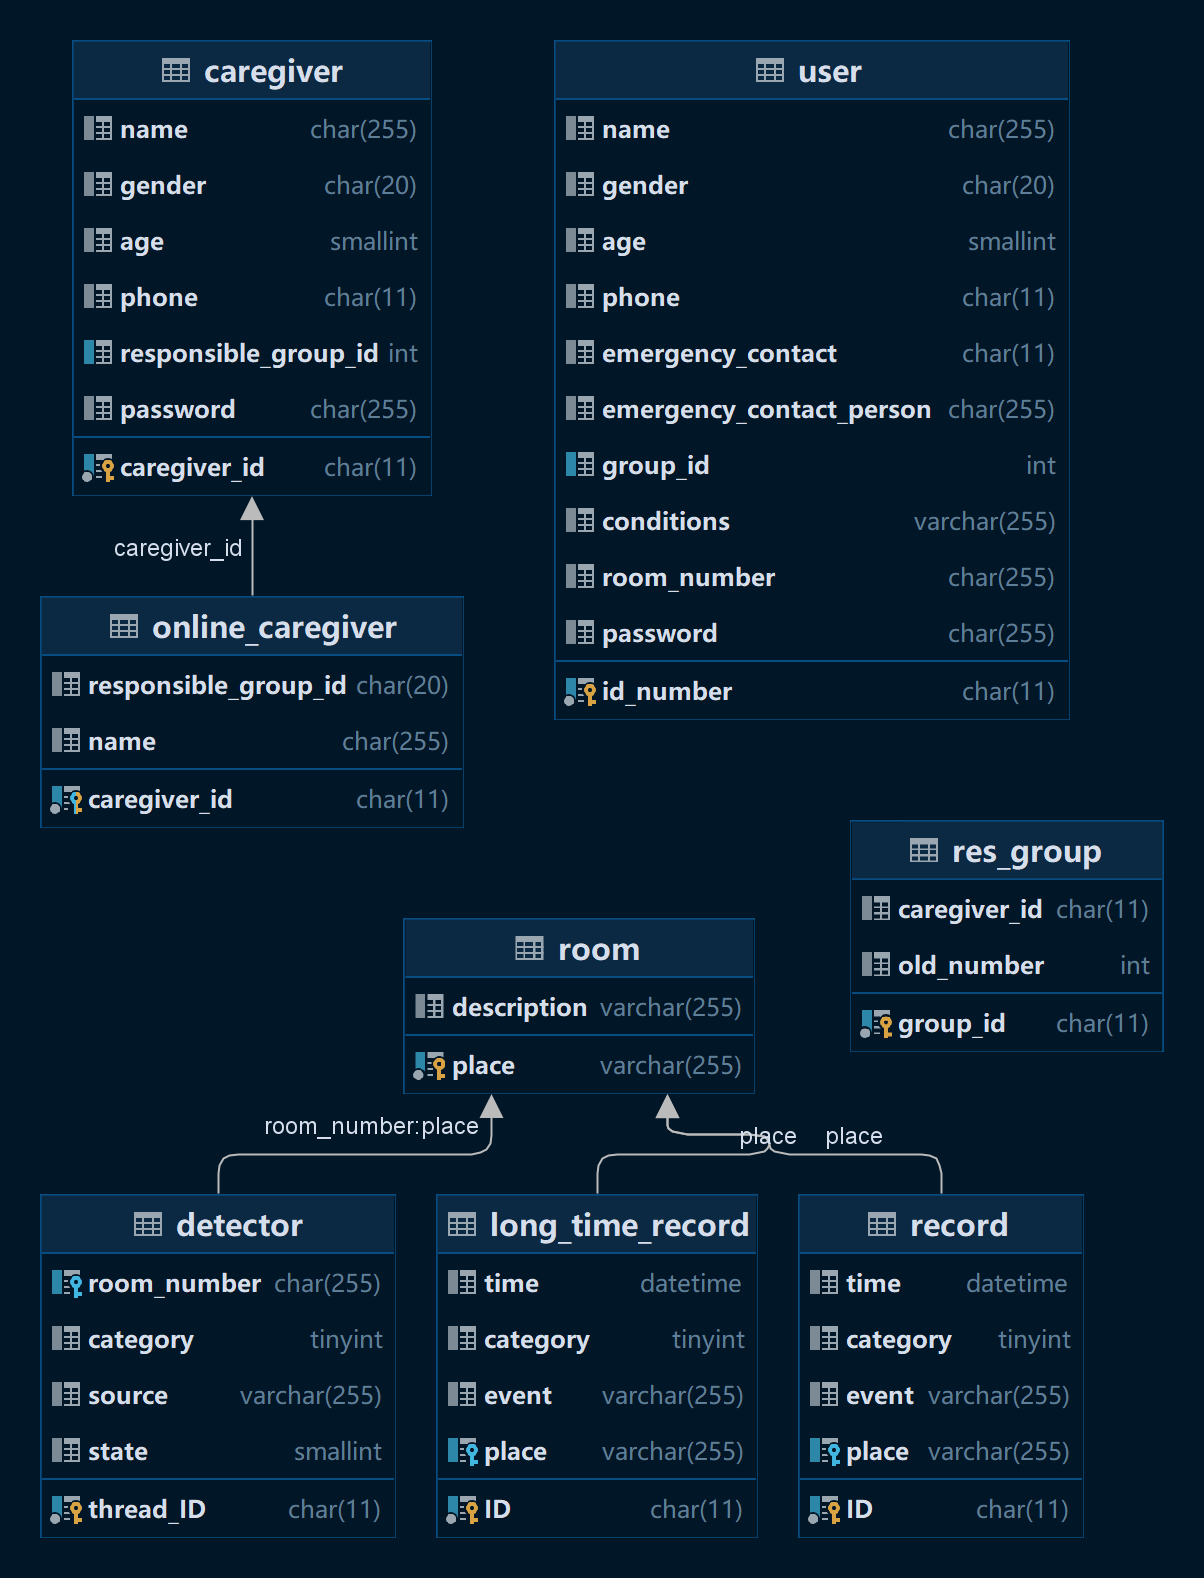 caregiver
name char(255)
gender char(20)
age smallint
phone char(11)
responsible_group_id int
password char(255)
caregiver_id char(11)
user
name char(255)
gender char(20)
age smallint
phone char(11)
emergency_contact char(11)
emergency_contact_person char(255)
group_id int
conditions varchar(255)
room_number char(255)
password char(255)
id_number char(11)
caregiver_id
online_caregiver
responsible_group_id char(20)
name char(255)
caregiver_id char(11)
res_group
caregiver_id char(11)
old_number int
group_id char(11)
room
description varchar(255)
place varchar(255)
room_number:place
place place
detector
room_number char(255)
category tinyint
source varchar(255)
state smallint
thread_ID char(11)
long_time_record
time datetime
category tinyint
event varchar(255)
place varchar(255)
ID char(11)
record
time datetime
category tinyint
event varchar(255)
place varchar(255)
ID char(11)